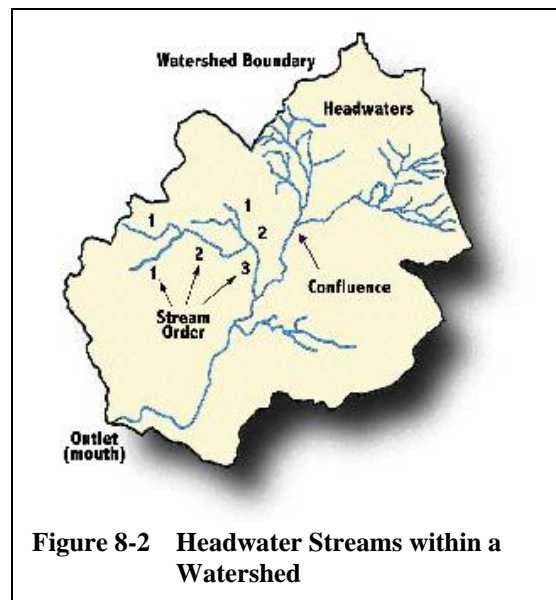 Watershed Boundary
Headwaters
1
1
2
2
3
1
Confluence
Stream
Order
Outlet
(mouth)
Figure 8-2 Headwater Streams within a
Watershed